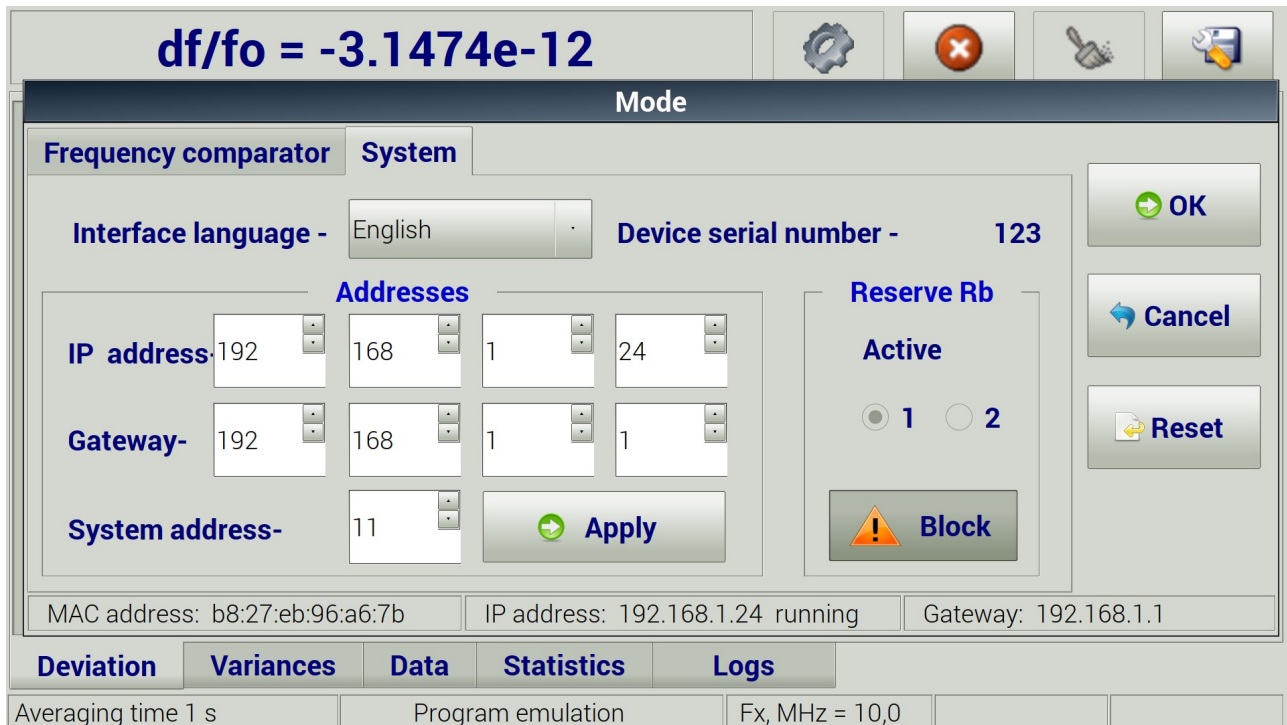 df/fo = -3.1474e-12
Mode
Frequency comparator System
Interface language - English Device serial number - 123
Addresses Reserve Rb
IP address- 192 168 1 24 Active
Gateway- 192 168 1 1 1 2
System address- 11 Apply Block
OK
Cancel
Reset
MAC address: b8:27:eb:96:a6:7b IP address: 192.168.1.24 running Gateway: 192.168.1.1
Deviation Variances Data Statistics Logs
Averaging time 1 s Program emulation Fx, MHz = 10,0